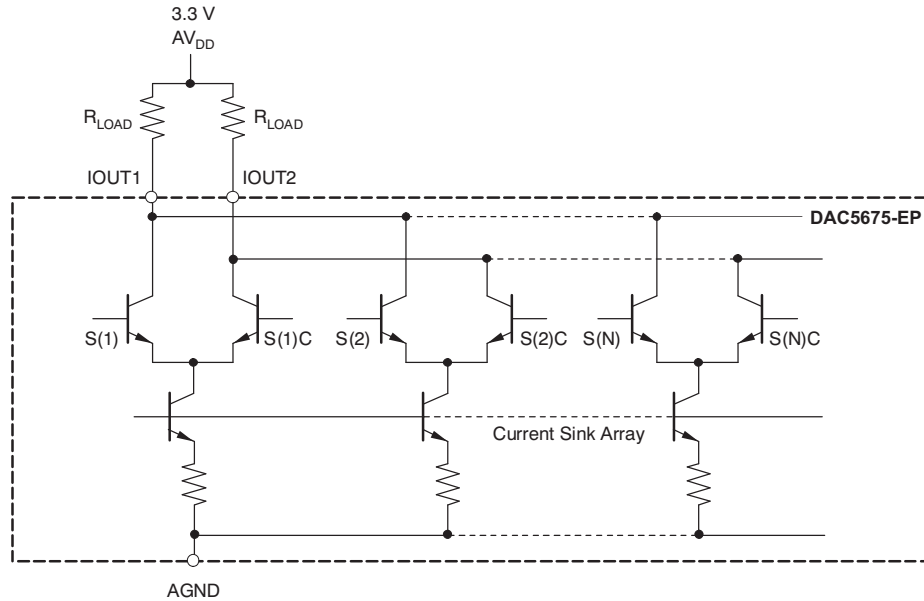 3.3 V
AV_DD
R_LOAD
R_LOAD
IOUT1
IOUT2
DAC5675-EP
S(1)
S(1)C
S(2)
S(2)C
S(N)
S(N)C
Current Sink Array
AGND